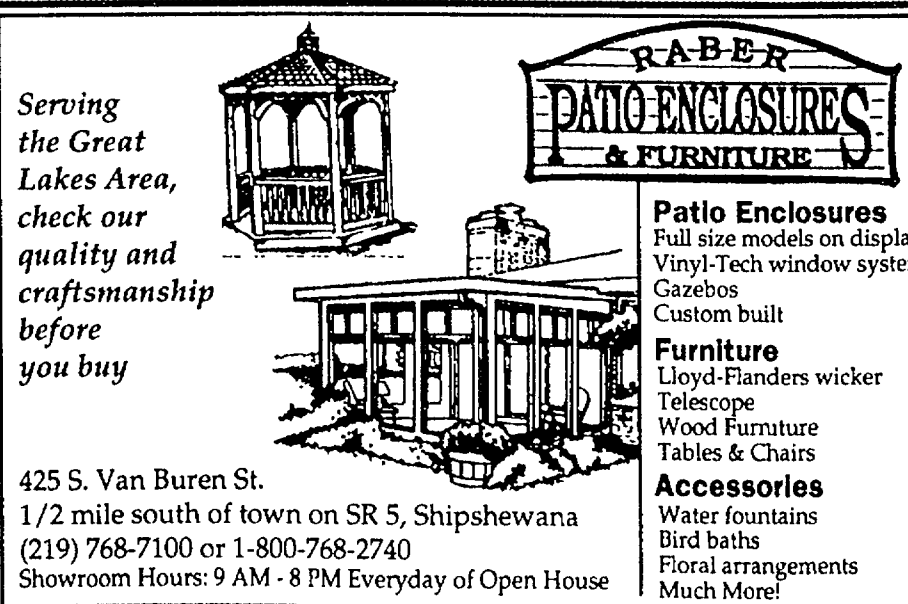 Serving
the Great
Lakes Area,
check our
quality and
craftsmanship
before
you buy
RABER
PATIO ENCLOSURES
& FURNITURE
Patio Enclosures
Full size models on displa
Vinyl-Tech window syste
Gazebos
Custom built
Furniture
Lloyd-Flanders wicker
Telescope
Wood Furniture
Tables & Chairs
Accessories
Water fountains
Bird baths
Floral arrangements
Much More!
425 S. Van Buren St.
1/2 mile south of town on SR 5, Shipshewana
(219) 768-7100 or 1-800-768-2740
Showroom Hours: 9 AM - 8 PM Everyday of Open House